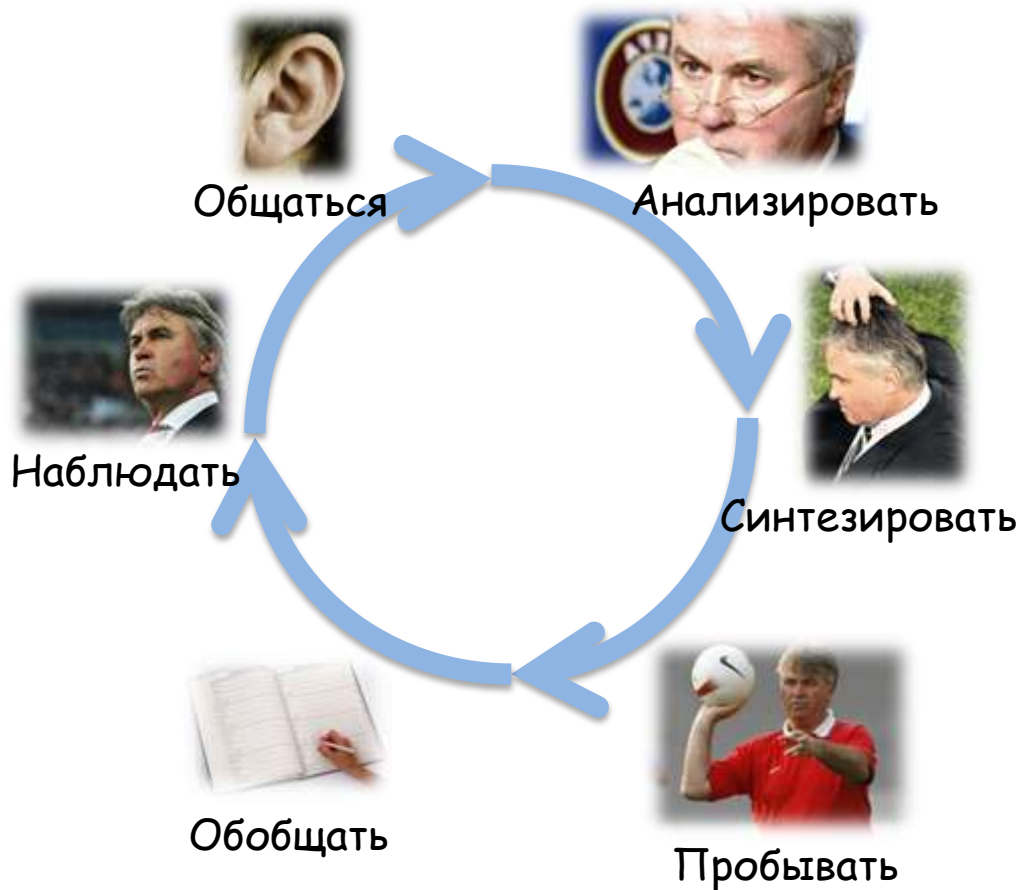 Общаться
Анализировать
Наблюдать
Синтезировать
Обобщать
Пробывать